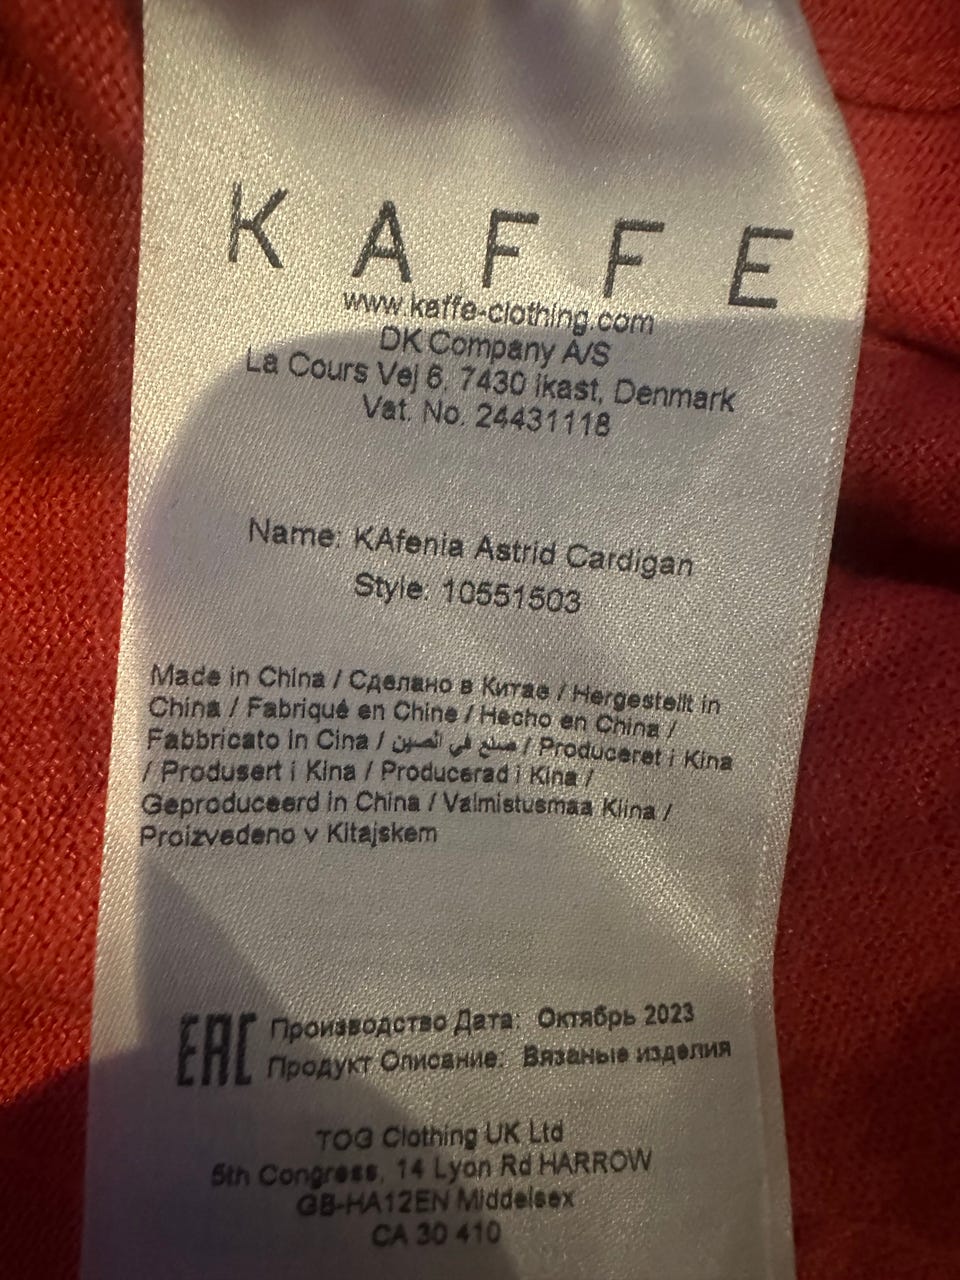 KAFFE
www.kaffe-clothing.com
DK Company A/S
La Cours Vej 6, 7430 Ikast, Denmark
Vat. No. 24431118
Name: KAfenia Astrid Cardigan
Style: 10551503
Made in China / Сделано в Китае / Hergestellt in
China / Fabriqué en Chine / Hecho en China /
Fabbricato in Cina / صنع في الصين / Produceret i Kina
/ Produsert i Kina / Producerad i Kina /
Geproduceerd in China / Valmistusmaa Kiina /
Proizvedeno v Kitajskem
EAC Производство Дата: Октябрь 2023
Продукт Описание: Вязаные изделия
TOG Clothing UK Ltd
5th Congress, 14 Lyon Rd HARROW
GB-HA12EN Middelsex
CA 30 410